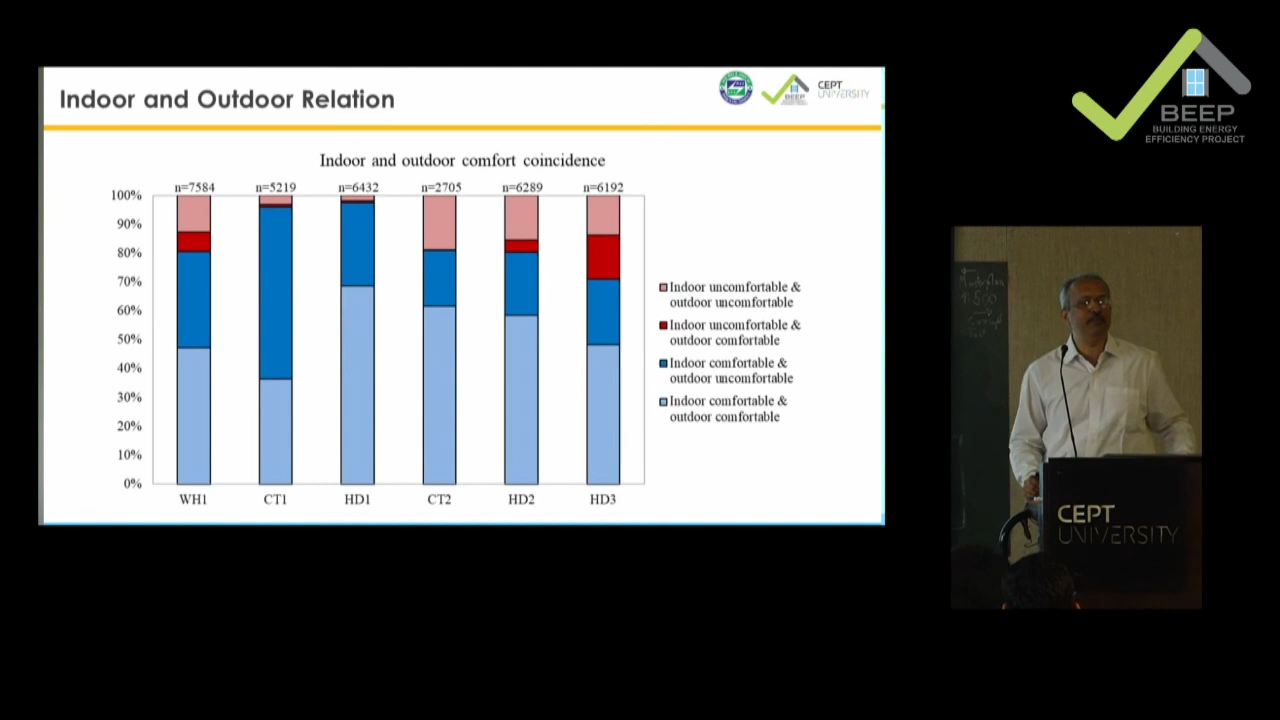 Indoor and Outdoor Relation
BEEP
CEPT
UNIVERSITY
BEEP
BUILDING ENERGY
EFFICIENCY PROJECT
Indoor and outdoor comfort coincidence
n=7584 n=5219 n=6432 n=2705 n=6289 n=6192
100%
90%
80%
70%
60%
50%
40%
30%
20%
10%
0%
WH1 CT1 HD1 CT2 HD2 HD3
Indoor uncomfortable &
outdoor uncomfortable
Indoor uncomfortable &
outdoor comfortable
Indoor comfortable &
outdoor uncomfortable
Indoor comfortable &
outdoor comfortable
CEPT
UNIVERSITY